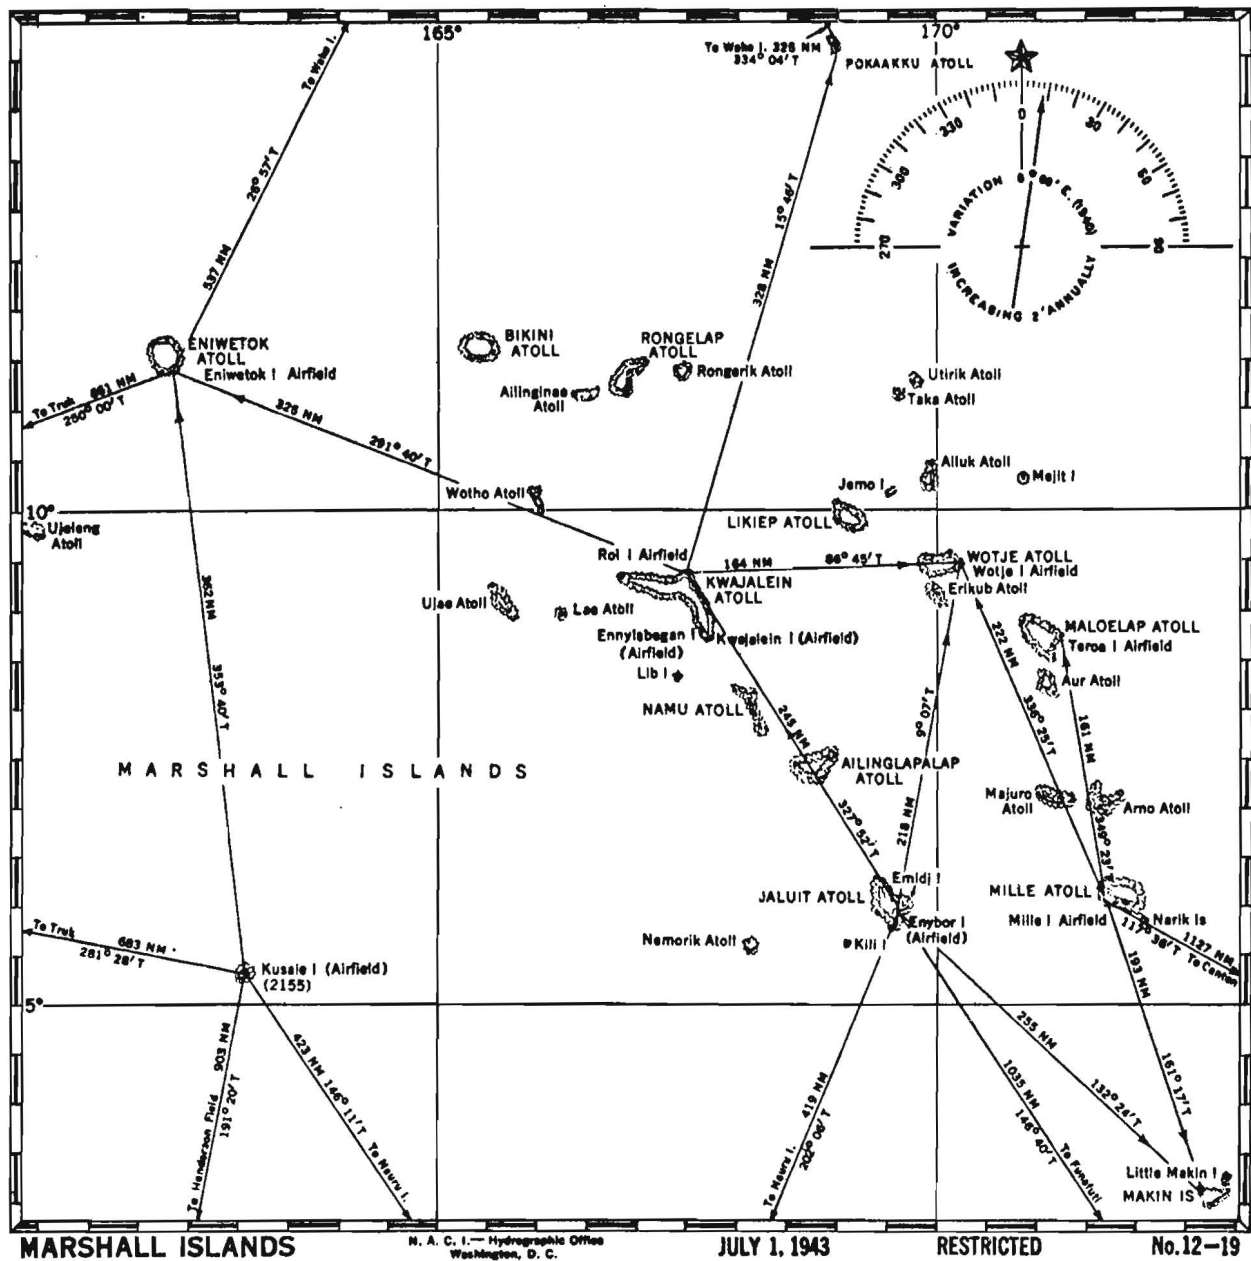 165°
170°
To Wake I. 326 NM
334° 04'T
POKAAKKU ATOLL
To Wake I.
26° 57'T
537 NM
15° 46'T
328 NM
0
30
60
90
330
300
270
VARIATION
E. (1940)
INCREASING 2' ANNUALLY
ENIWETOK
ATOLL
Eniwetok I Airfield
BIKINI
ATOLL
RONGELAP
ATOLL
Rongerik Atoll
Ailinginae
Atoll
Utirik Atoll
Taka Atoll
To Truk
661 NM
250° 00'T
326 NM
291° 40'T
Ailuk Atoll
Jemo I
Mejit I
Wotho Atoll
10°
LIKIEP ATOLL
Ujelang
Atoll
Roi I Airfield
164 NM
86° 45'T
WOTJE ATOLL
Wotje I Airfield
KWAJALEIN
ATOLL
Erikub Atoll
362 NM
353° 40'T
Ujae Atoll
Lae Atoll
Ennylabegan I
(Airfield)
Kwajalein I (Airfield)
Lib I
MALOELAP ATOLL
Taroa I Airfield
222 NM
336° 25'T
Aur Atoll
NAMU ATOLL
245 NM
327° 52'T
9° 07'T
218 NM
161 NM
349° 23'T
MARSHALL ISLANDS
AILINGLAPALAP
ATOLL
Majuro
Atoll
Arno Atoll
Emidj I
JALUIT ATOLL
MILLE ATOLL
Enybor I
(Airfield)
Mille I Airfield
Narik Is
To Truk
683 NM
281° 28'T
Nemorik Atoll
Kili I
1127 NM
117° 36'T To Canton
Kusaie I (Airfield)
(2155)
193 NM
161° 17'T
5°
255 NM
132° 24'T
903 NM
191° 20'T
To Henderson Field
423 NM 146° 11'T To Nauru I.
419 NM
202° 06'T
To Nauru I.
1035 NM
146° 40'T
To Funafuti
Little Makin I
MAKIN IS
MARSHALL ISLANDS
N. A. C. I.— Hydrographic Office
Washington, D. C.
JULY 1, 1943
RESTRICTED
No. 12–19